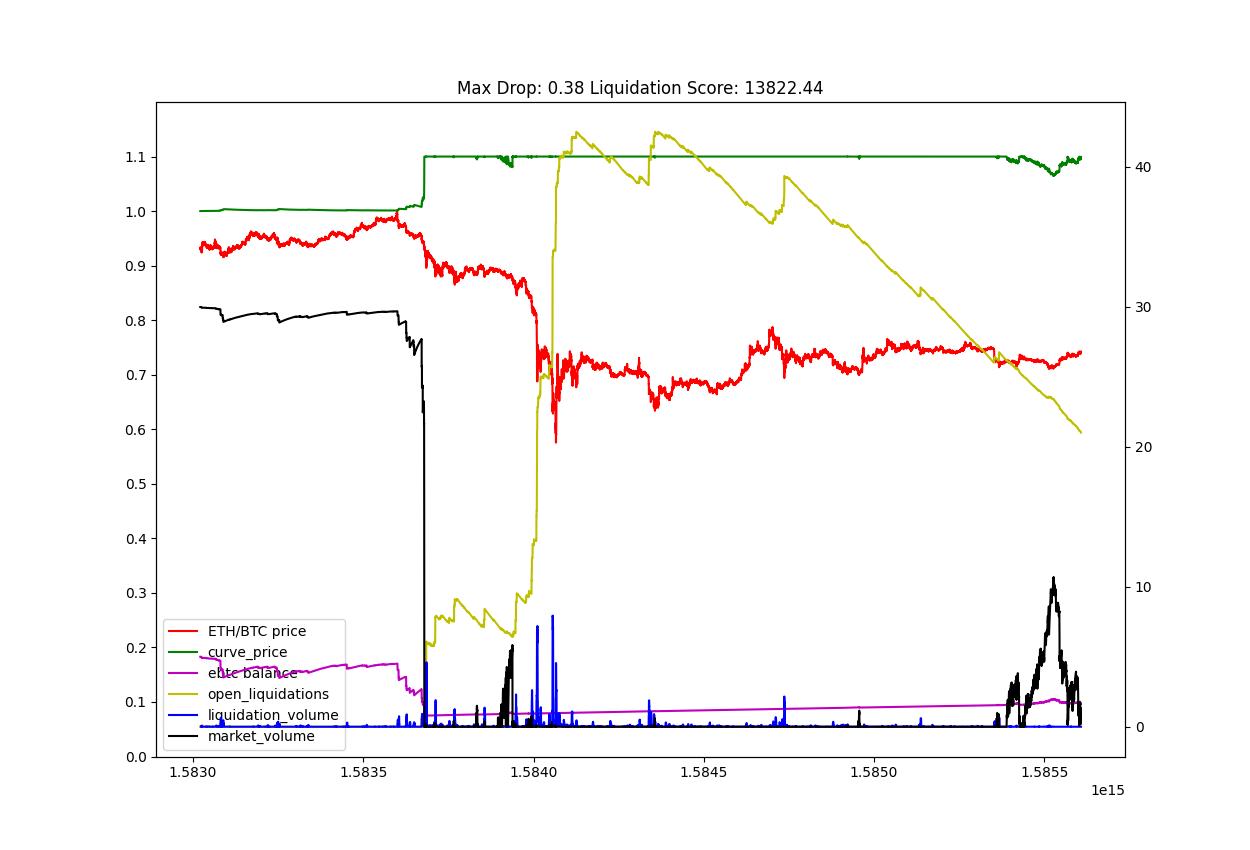 Max Drop: 0.38 Liquidation Score: 13822.44
1.1
1.0
0.9
0.8
0.7
0.6
0.5
0.4
0.3
0.2
0.1
0.0
40
30
20
10
0
ETH/BTC price
curve_price
ebtc balance
open_liquidations
liquidation_volume
market_volume
1.5830 1.5835 1.5840 1.5845 1.5850 1.5855
1e15